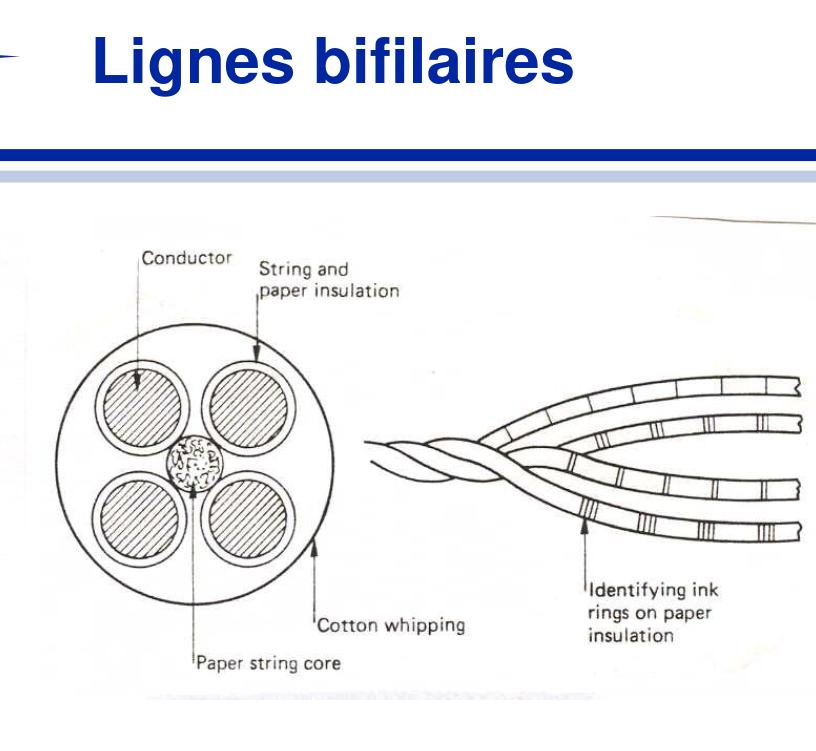 Lignes bifilaires
Conductor
String and
paper insulation
Identifying ink
rings on paper
insulation
Cotton whipping
Paper string core